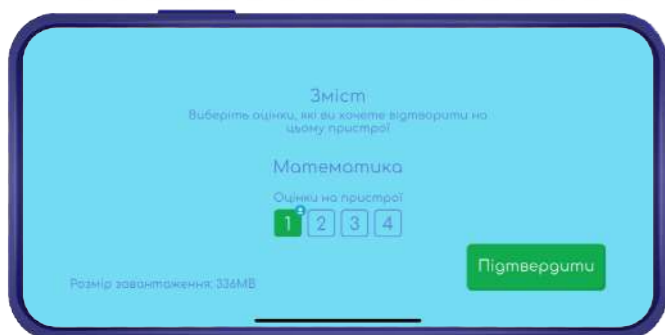 Зміст
Виберіть оцінки, які ви хочете відтворити на
цьому пристрої
Математика
Оцінки на пристрої
1 2 3 4
Підтвердити
Розмір завантаження: 336MB